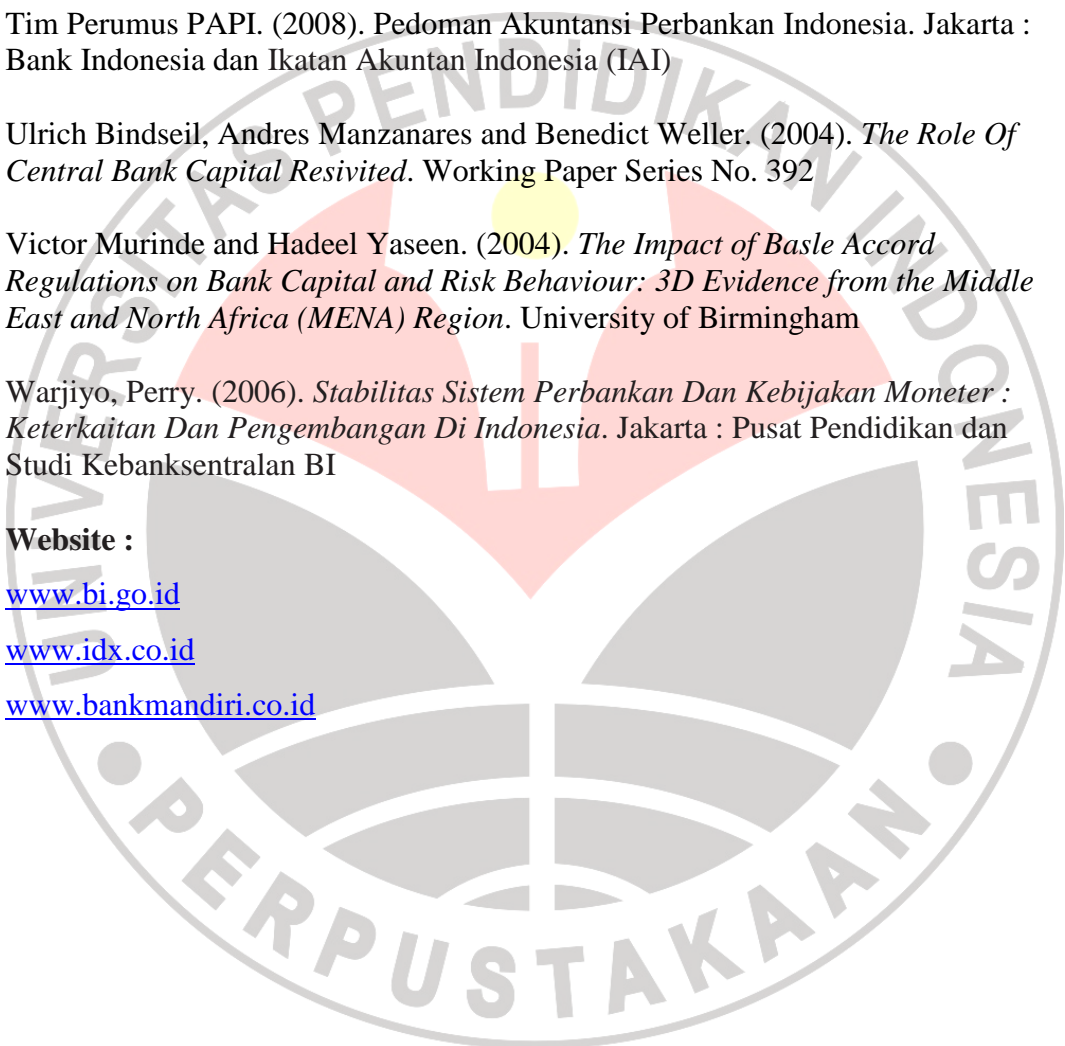 Tim Perumus PAPI. (2008). Pedoman Akuntansi Perbankan Indonesia. Jakarta :
Bank Indonesia dan Ikatan Akuntan Indonesia (IAI)
Ulrich Bindseil, Andres Manzanares and Benedict Weller. (2004). The Role Of
Central Bank Capital Resivited. Working Paper Series No. 392
Victor Murinde and Hadeel Yaseen. (2004). The Impact of Basle Accord
Regulations on Bank Capital and Risk Behaviour: 3D Evidence from the Middle
East and North Africa (MENA) Region. University of Birmingham
Warjiyo, Perry. (2006). Stabilitas Sistem Perbankan Dan Kebijakan Moneter :
Keterkaitan Dan Pengembangan Di Indonesia. Jakarta : Pusat Pendidikan dan
Studi Kebanksentralan BI
Website :
www.bi.go.id
www.idx.co.id
www.bankmandiri.co.id
UNIVERSITAS PENDIDIKAN INDONESIA
PERPUSTAKAAN